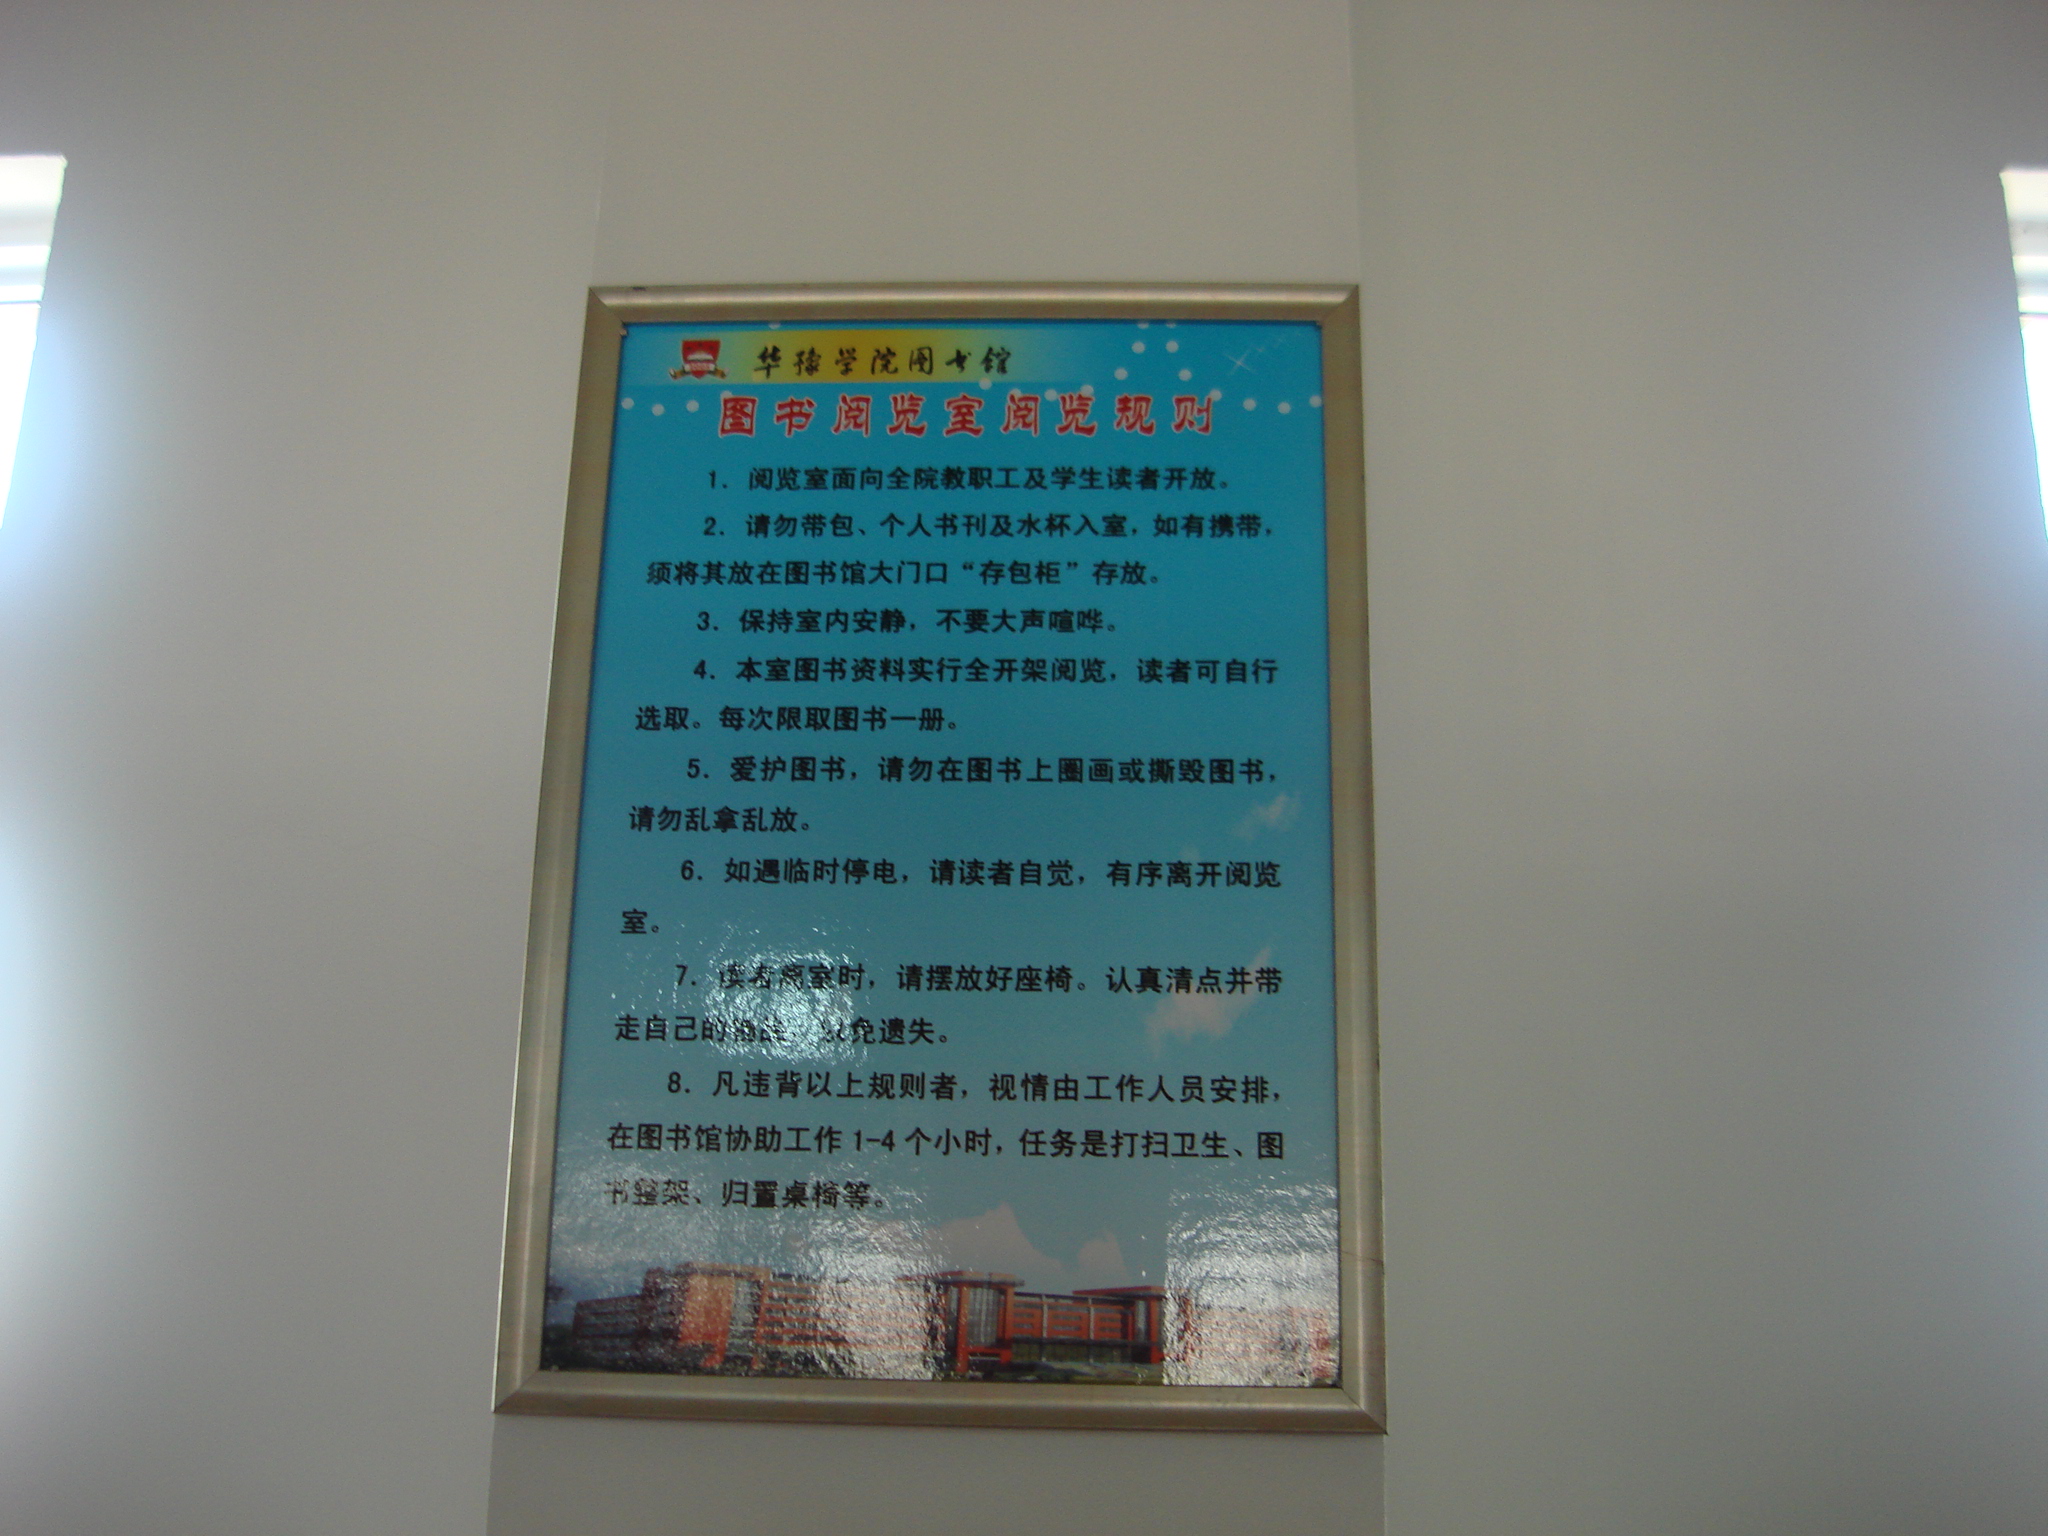 华豫学院图书馆
图书阅览室阅览规则
1. 阅览室面向全院教职工及学生读者开放。
2. 请勿带包、个人书刊及水杯入室，如有携带，
须将其放在图书馆大门口“存包柜”存放。
3. 保持室内安静，不要大声喧哗。
4. 本室图书资料实行全开架阅览，读者可自行
选取。每次限取图书一册。
5. 爱护图书，请勿在图书上圈画或撕毁图书，
请勿乱拿乱放。
6. 如遇临时停电，请读者自觉，有序离开阅览
室。
7. 读者离室时，请摆放好座椅。认真清点并带
走自己的物品，以免遗失。
8. 凡违背以上规则者，视情由工作人员安排，
在图书馆协助工作1-4个小时，任务是打扫卫生、图
书整架、归置桌椅等。